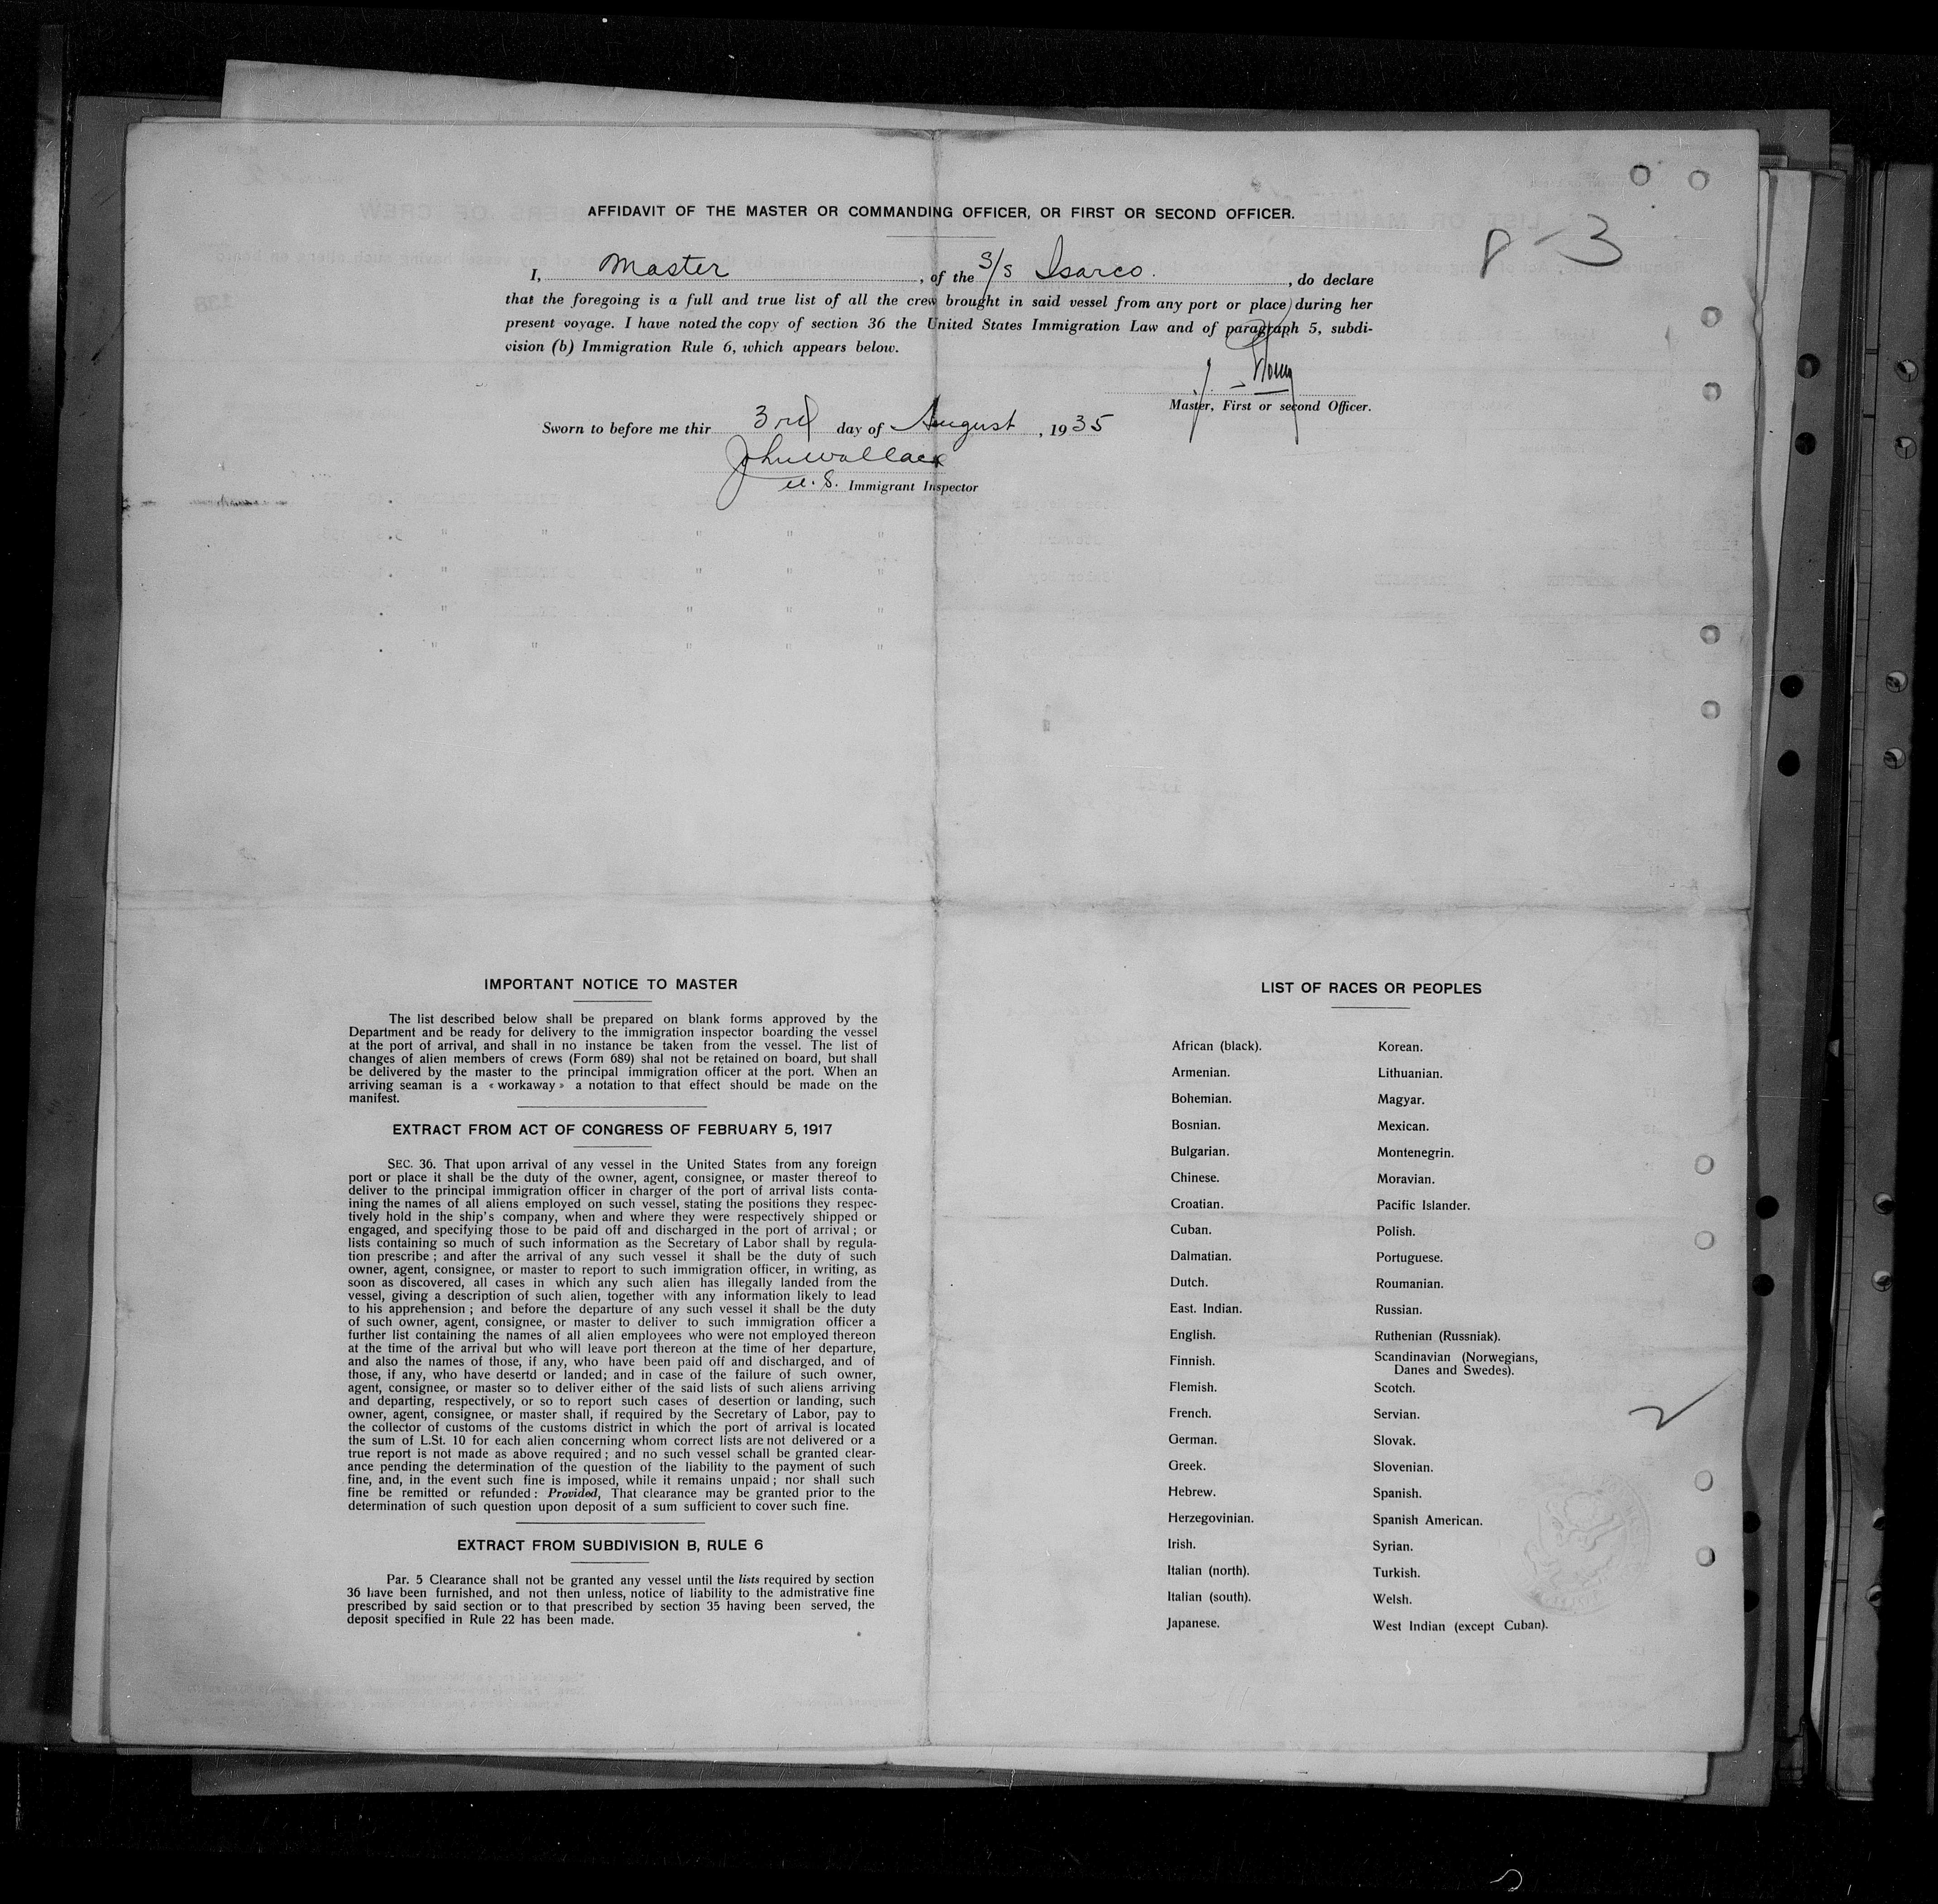 AFFIDAVIT OF THE MASTER OR COMMANDING OFFICER, OR FIRST OR SECOND OFFICER.
8-3
I, Master, of the S/S Isarco., do declare
that the foregoing is a full and true list of all the crew brought in said vessel from any port or place during her
present voyage. I have noted the copy of section 36 the United States Immigration Law and of paragraph 5, subdi-
vision (b) Immigration Rule 6, which appears below.
Master, First or second Officer.
Sworn to before me thir 3rd day of August, 1935
John Wallace
U.S. Immigrant Inspector
IMPORTANT NOTICE TO MASTER
The list described below shall be prepared on blank forms approved by the
Department and be ready for delivery to the immigration inspector boarding the vessel
at the port of arrival, and shall in no instance be taken from the vessel. The list of
changes of alien members of crews (Form 689) shal not be retained on board, but shall
be delivered by the master to the principal immigration officer at the port. When an
arriving seaman is a « workaway » a notation to that effect should be made on the
manifest.
EXTRACT FROM ACT OF CONGRESS OF FEBRUARY 5, 1917
SEC. 36. That upon arrival of any vessel in the United States from any foreign
port or place it shall be the duty of the owner, agent, consignee, or master thereof to
deliver to the principal immigration officer in charger of the port of arrival lists conta-
ining the names of all aliens employed on such vessel, stating the positions they respec-
tively hold in the ship's company, when and where they were respectively shipped or
engaged, and specifying those to be paid off and discharged in the port of arrival; or
lists containing so much of such information as the Secretary of Labor shall by regula-
tion prescribe; and after the arrival of any such vessel it shall be the duty of such
owner, agent, consignee, or master to report to such immigration officer, in writing, as
soon as discovered, all cases in which any such alien has illegally landed from the
vessel, giving a description of such alien, together with any information likely to lead
to his apprehension; and before the departure of any such vessel it shall be the duty
of such owner, agent, consignee, or master to deliver to such immigration officer a
further list containing the names of all alien employees who were not employed thereon
at the time of the arrival but who will leave port thereon at the time of her departure,
and also the names of those, if any, who have been paid off and discharged, and of
those, if any, who have desertd or landed; and in case of the failure of such owner,
agent, consignee, or master so to deliver either of the said lists of such aliens arriving
and departing, respectively, or so to report such cases of desertion or landing, such
owner, agent, consignee, or master shall, if required by the Secretary of Labor, pay to
the collector of customs of the customs district in which the port of arrival is located
the sum of L.St. 10 for each alien concerning whom correct lists are not delivered or a
true report is not made as above required; and no such vessel schall be granted clear-
ance pending the determination of the question of the liability to the payment of such
fine, and, in the event such fine is imposed, while it remains unpaid; nor shall such
fine be remitted or refunded: Provided, That clearance may be granted prior to the
determination of such question upon deposit of a sum sufficient to cover such fine.
EXTRACT FROM SUBDIVISION B, RULE 6
Par. 5 Clearance shall not be granted any vessel until the lists required by section
36 have been furnished, and not then unless, notice of liability to the admistrative fine
prescribed by said section or to that prescribed by section 35 having been served, the
deposit specified in Rule 22 has been made.
LIST OF RACES OR PEOPLES
African (black).
Armenian.
Bohemian.
Bosnian.
Bulgarian.
Chinese.
Croatian.
Cuban.
Dalmatian.
Dutch.
East. Indian.
English.
Finnish.
Flemish.
French.
German.
Greek.
Hebrew.
Herzegovinian.
Irish.
Italian (north).
Italian (south).
Japanese.
Korean.
Lithuanian.
Magyar.
Mexican.
Montenegrin.
Moravian.
Pacific Islander.
Polish.
Portuguese.
Roumanian.
Russian.
Ruthenian (Russniak).
Scandinavian (Norwegians,
Danes and Swedes).
Scotch.
Servian.
Slovak.
Slovenian.
Spanish.
Spanish American.
Syrian.
Turkish.
Welsh.
West Indian (except Cuban).